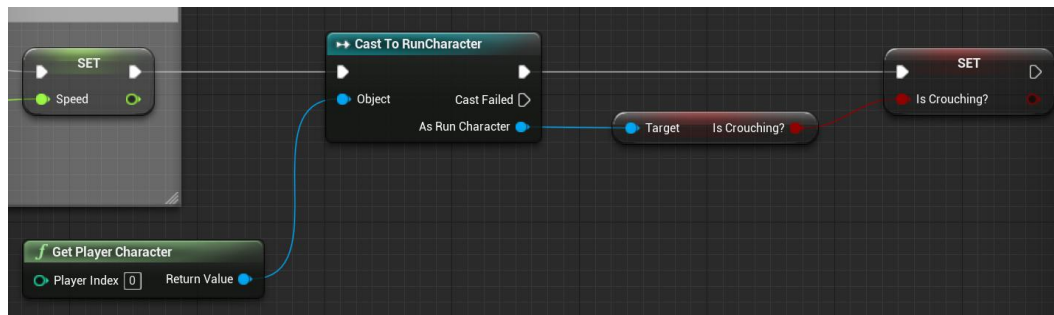 SET
Speed
Cast To RunCharacter
Object
Cast Failed
As Run Character
Target
Is Crouching?
SET
Is Crouching?
f Get Player Character
Player Index 0
Return Value